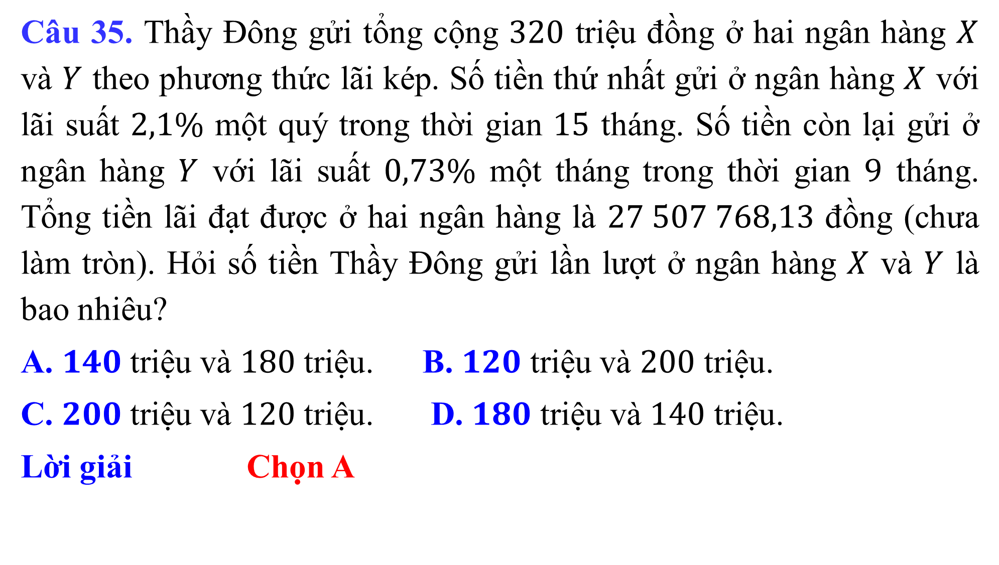 Câu 35. Thầy Đông gửi tổng cộng 320 triệu đồng ở hai ngân hàng X
và Y theo phương thức lãi kép. Số tiền thứ nhất gửi ở ngân hàng X với
lãi suất 2,1% một quý trong thời gian 15 tháng. Số tiền còn lại gửi ở
ngân hàng Y với lãi suất 0,73% một tháng trong thời gian 9 tháng.
Tổng tiền lãi đạt được ở hai ngân hàng là 27 507 768,13 đồng (chưa
làm tròn). Hỏi số tiền Thầy Đông gửi lần lượt ở ngân hàng X và Y là
bao nhiêu?
A. 140 triệu và 180 triệu. B. 120 triệu và 200 triệu.
C. 200 triệu và 120 triệu. D. 180 triệu và 140 triệu.
Lời giải Chọn A